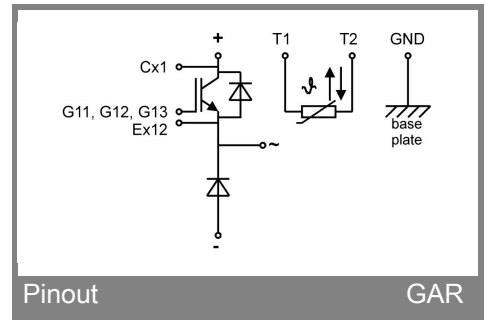 +
T1 T2 GND
Cx1
ϑ
G11, G12, G13
Ex12
base
plate
~
-
Pinout GAR